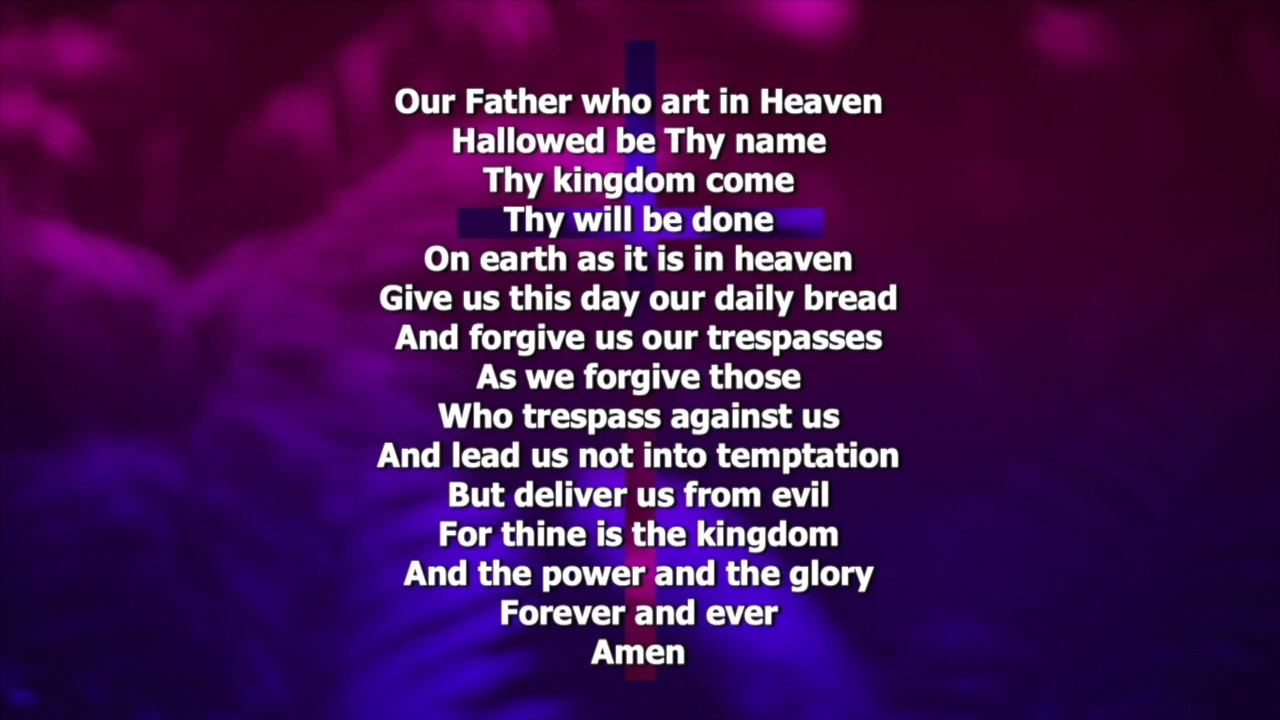 Our Father who art in Heaven
Hallowed be Thy name
Thy kingdom come
Thy will be done
On earth as it is in heaven
Give us this day our daily bread
And forgive us our trespasses
As we forgive those
Who trespass against us
And lead us not into temptation
But deliver us from evil
For thine is the kingdom
And the power and the glory
Forever and ever
Amen